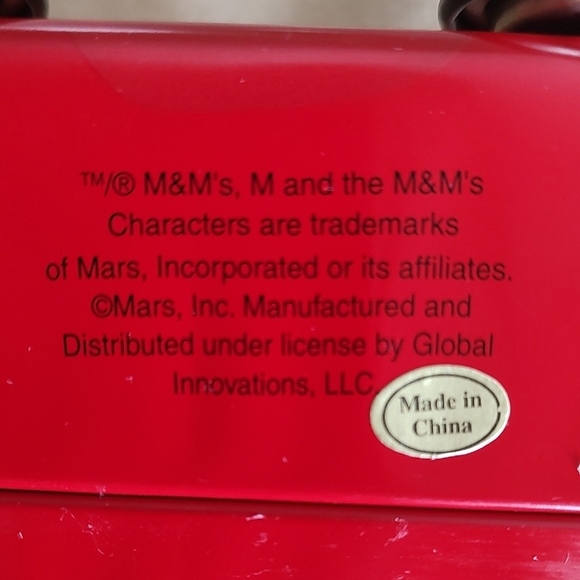 ™/® M&M's, M and the M&M's
Characters are trademarks
of Mars, Incorporated or its affiliates.
©Mars, Inc. Manufactured and
Distributed under license by Global
Innovations, LLC.
Made in
China